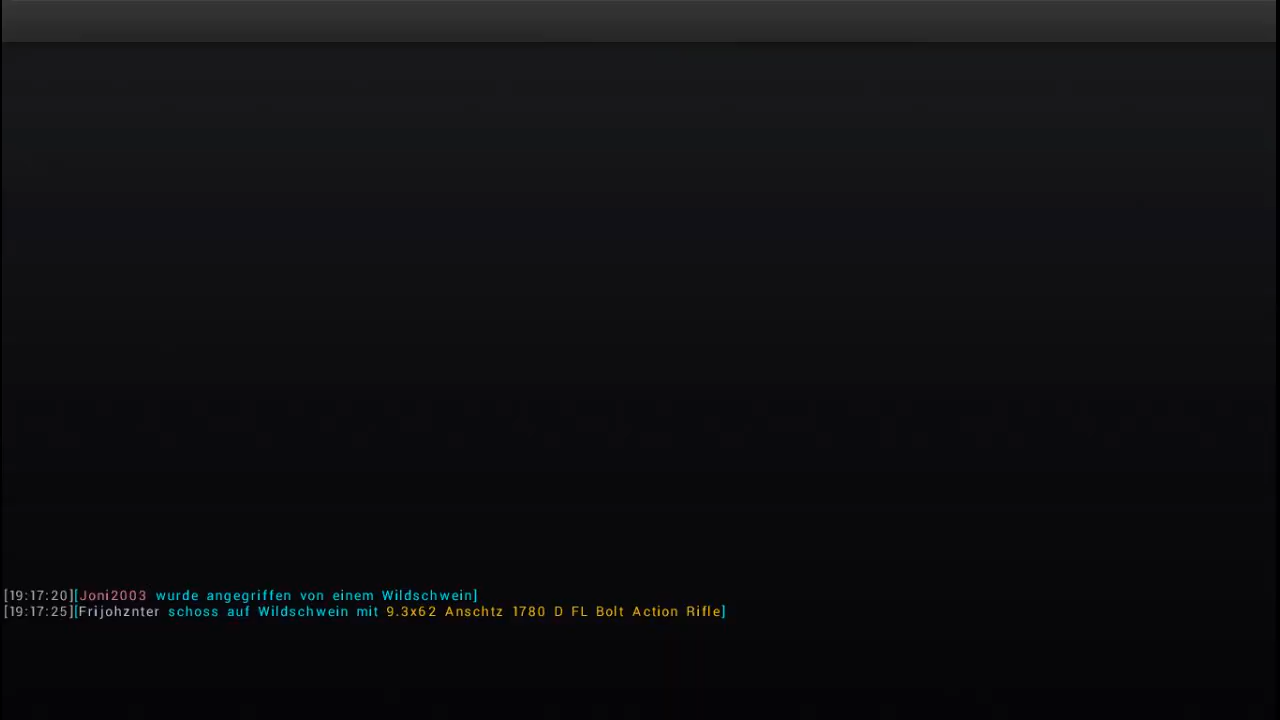 [19:17:20][Joni2003 wurde angegriffen von einem Wildschwein]
[19:17:25][Frijohznter schoss auf Wildschwein mit 9.3x62 Anschtz 1780 D FL Bolt Action Rifle]